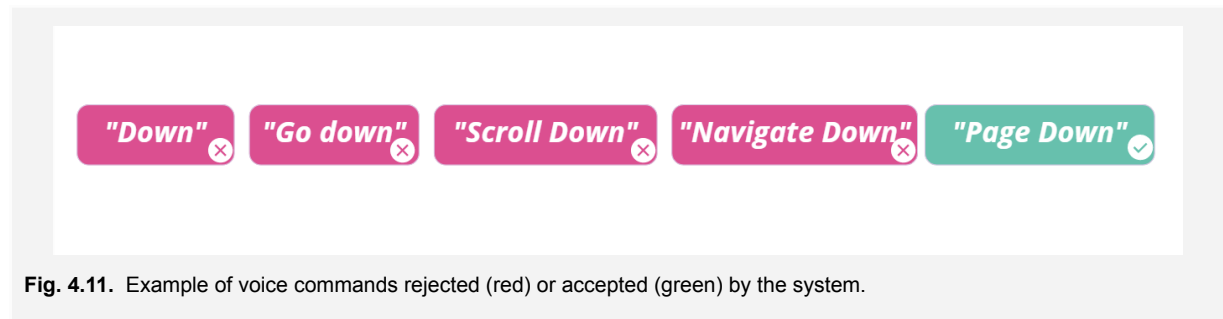 "Down" "Go down" "Scroll Down" "Navigate Down" "Page Down"
Fig. 4.11. Example of voice commands rejected (red) or accepted (green) by the system.